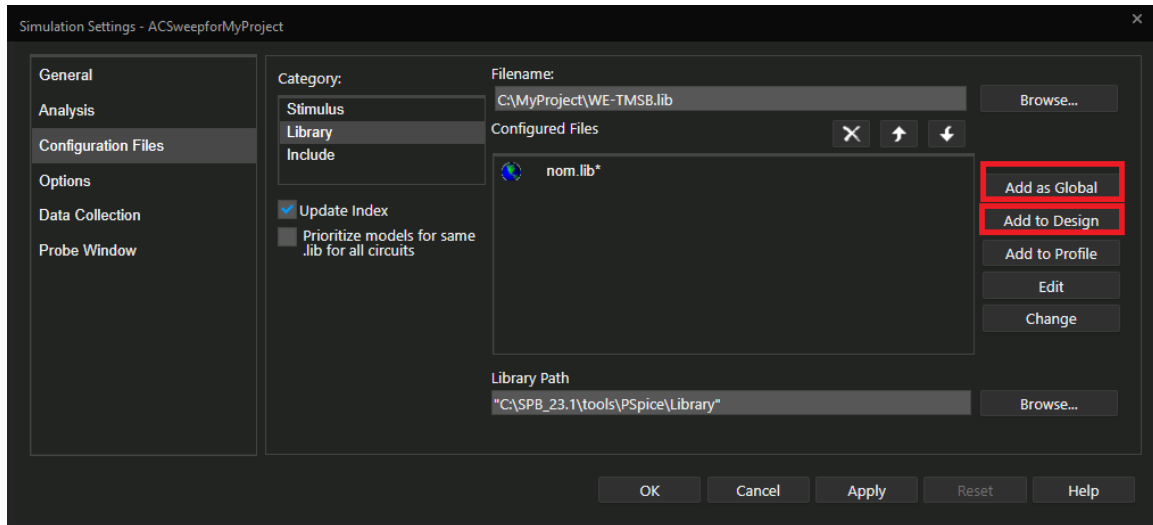 Simulation Settings - ACSweepforMyProject
General
Analysis
Configuration Files
Options
Data Collection
Probe Window
Category:
Stimulus
Library
Include
Update Index
Prioritize models for same
.lib for all circuits
Filename:
C:\MyProject\WE-TMSB.lib
Browse...
Configured Files
nom.lib*
Add as Global
Add to Design
Add to Profile
Edit
Change
Library Path
"C:\SPB_23.1\tools\PSpice\Library"
Browse...
OK
Cancel
Apply
Reset
Help